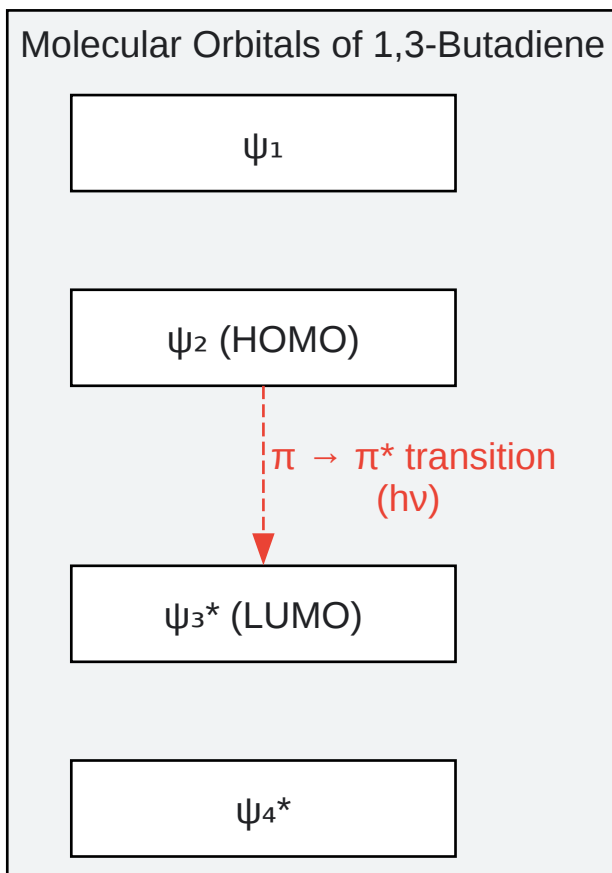 Molecular Orbitals of 1,3-Butadiene
ψ₁
ψ₂ (HOMO)
π → π* transition
(hν)
ψ₃* (LUMO)
ψ₄*